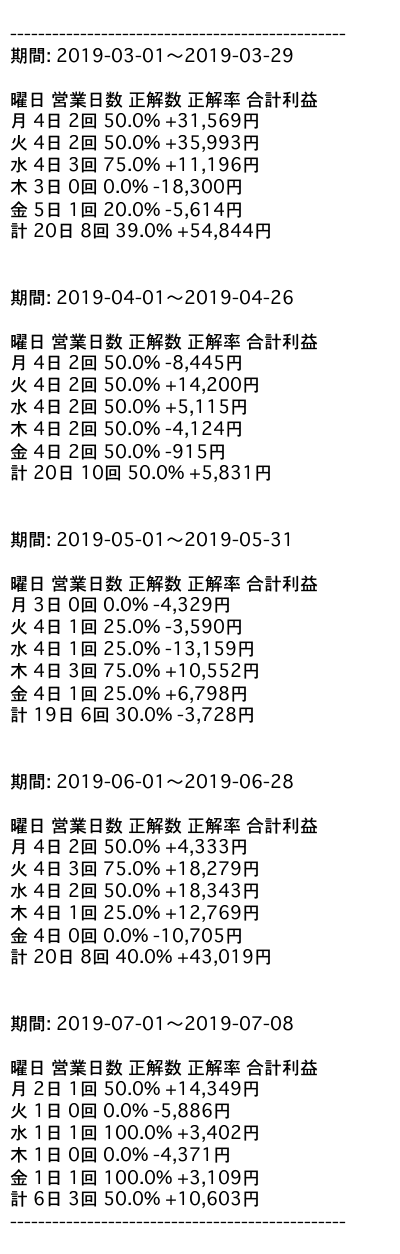 ------------------------------------------------
期間: 2019-03-01〜2019-03-29
曜日 営業日数 正解数 正解率 合計利益
月 4日 2回 50.0% +31,569円
火 4日 2回 50.0% +35,993円
水 4日 3回 75.0% +11,196円
木 3日 0回 0.0% -18,300円
金 5日 1回 20.0% -5,614円
計 20日 8回 39.0% +54,844円
期間: 2019-04-01〜2019-04-26
曜日 営業日数 正解数 正解率 合計利益
月 4日 2回 50.0% -8,445円
火 4日 2回 50.0% +14,200円
水 4日 2回 50.0% +5,115円
木 4日 2回 50.0% -4,124円
金 4日 2回 50.0% -915円
計 20日 10回 50.0% +5,831円
期間: 2019-05-01〜2019-05-31
曜日 営業日数 正解数 正解率 合計利益
月 3日 0回 0.0% -4,329円
火 4日 1回 25.0% -3,590円
水 4日 1回 25.0% -13,159円
木 4日 3回 75.0% +10,552円
金 4日 1回 25.0% +6,798円
計 19日 6回 30.0% -3,728円
期間: 2019-06-01〜2019-06-28
曜日 営業日数 正解数 正解率 合計利益
月 4日 2回 50.0% +4,333円
火 4日 3回 75.0% +18,279円
水 4日 2回 50.0% +18,343円
木 4日 1回 25.0% +12,769円
金 4日 0回 0.0% -10,705円
計 20日 8回 40.0% +43,019円
期間: 2019-07-01〜2019-07-08
曜日 営業日数 正解数 正解率 合計利益
月 2日 1回 50.0% +14,349円
火 1日 0回 0.0% -5,886円
水 1日 1回 100.0% +3,402円
木 1日 0回 0.0% -4,371円
金 1日 1回 100.0% +3,109円
計 6日 3回 50.0% +10,603円
------------------------------------------------